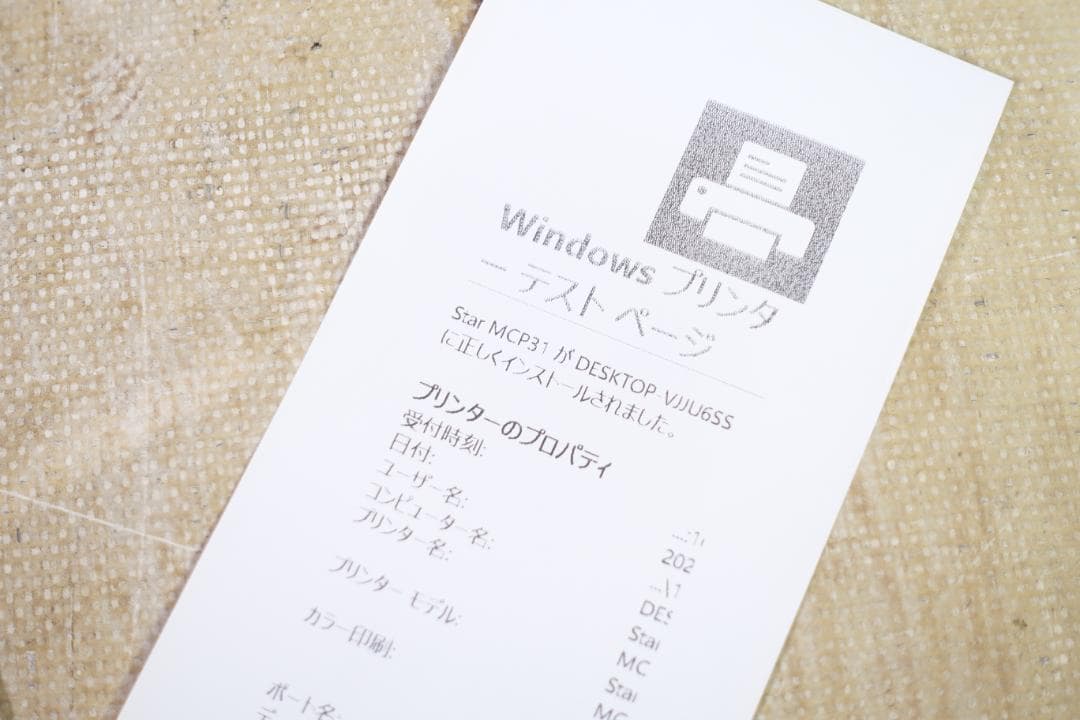 Windows プリンタ
ー テスト ページ
Star MCP31 が DESKTOP-VJJU6SS
に正しくインストールされました。
プリンターのプロパティ
受付時刻:
日付: 202
ユーザー名:
コンピューター名: DES
プリンター名: Star
MC
プリンター モデル: Star
MC
カラー印刷:
ポート名:
デ